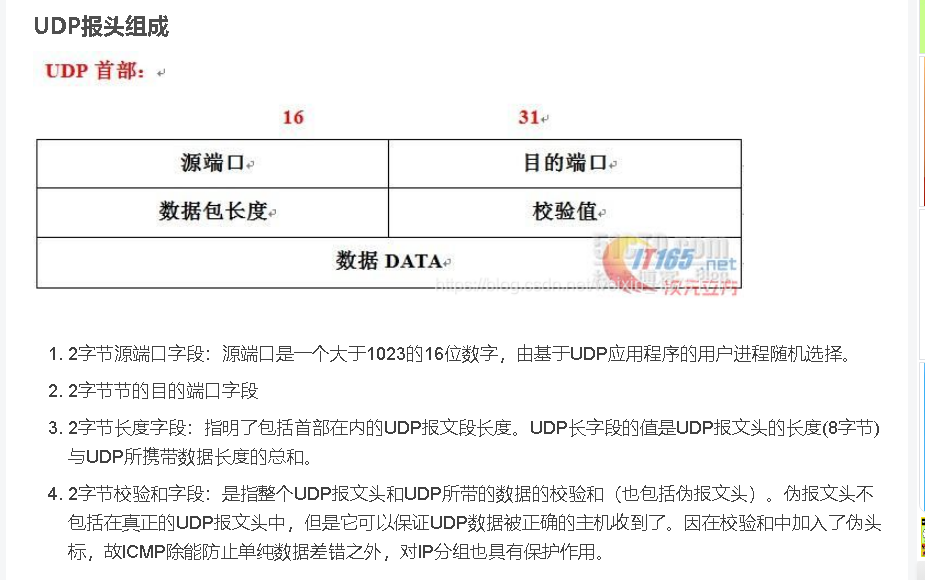 UDP报头组成
UDP 首部：
16 31
源端口 目的端口
数据包长度 校验值
数据 DATA
51CTO.com
IT165.net
https://blog.csdn.net/
1. 2字节源端口字段：源端口是一个大于1023的16位数字，由基于UDP应用程序的用户进程随机选择。
2. 2字节节的目的端口字段
3. 2字节长度字段：指明了包括首部在内的UDP报文段长度。UDP长字段的值是UDP报文头的长度(8字节)
与UDP所携带数据长度的总和。
4. 2字节校验和字段：是指整个UDP报文头和UDP所带的数据的校验和（也包括伪报文头）。伪报文头不
包括在真正的UDP报文头中，但是它可以保证UDP数据被正确的主机收到了。因在校验和中加入了伪头
标，故ICMP除能防止单纯数据差错之外，对IP分组也具有保护作用。